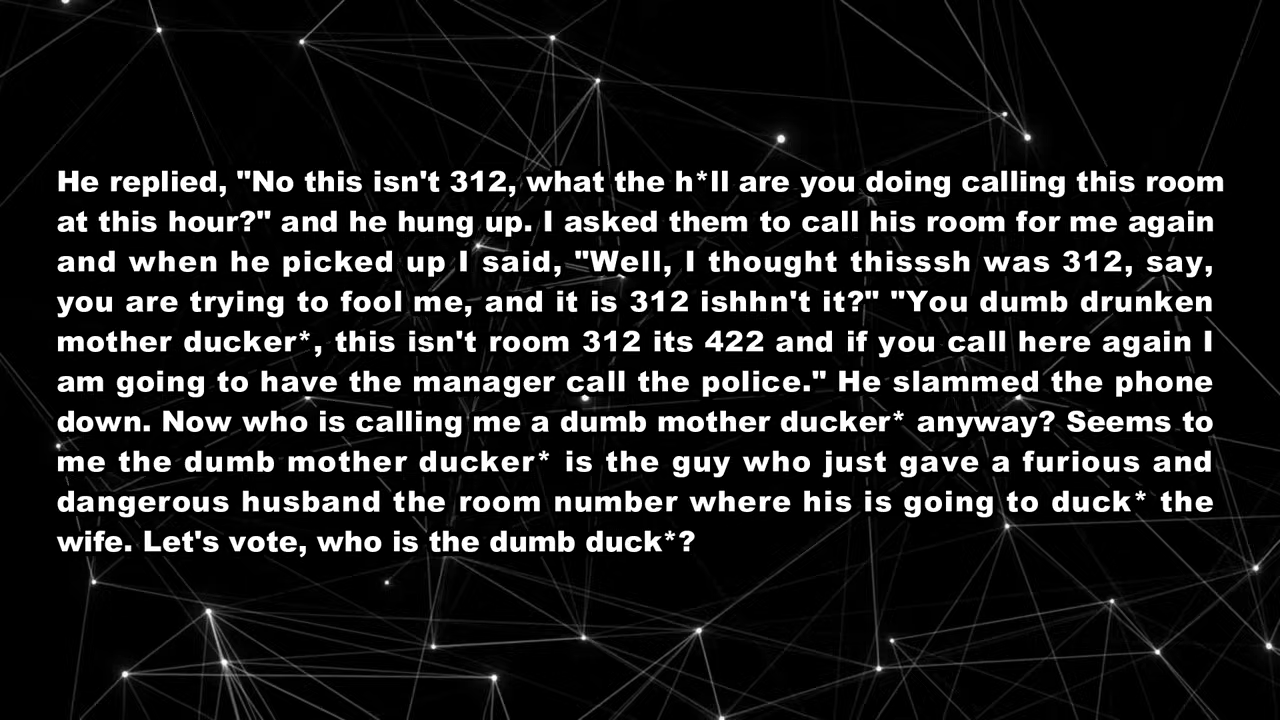 He replied, "No this isn't 312, what the h*ll are you doing calling this room
at this hour?" and he hung up. I asked them to call his room for me again
and when he picked up I said, "Well, I thought thisssh was 312, say,
you are trying to fool me, and it is 312 ishhn't it?" "You dumb drunken
mother ducker*, this isn't room 312 its 422 and if you call here again I
am going to have the manager call the police." He slammed the phone
down. Now who is calling me a dumb mother ducker* anyway? Seems to
me the dumb mother ducker* is the guy who just gave a furious and
dangerous husband the room number where his is going to duck* the
wife. Let's vote, who is the dumb duck*?